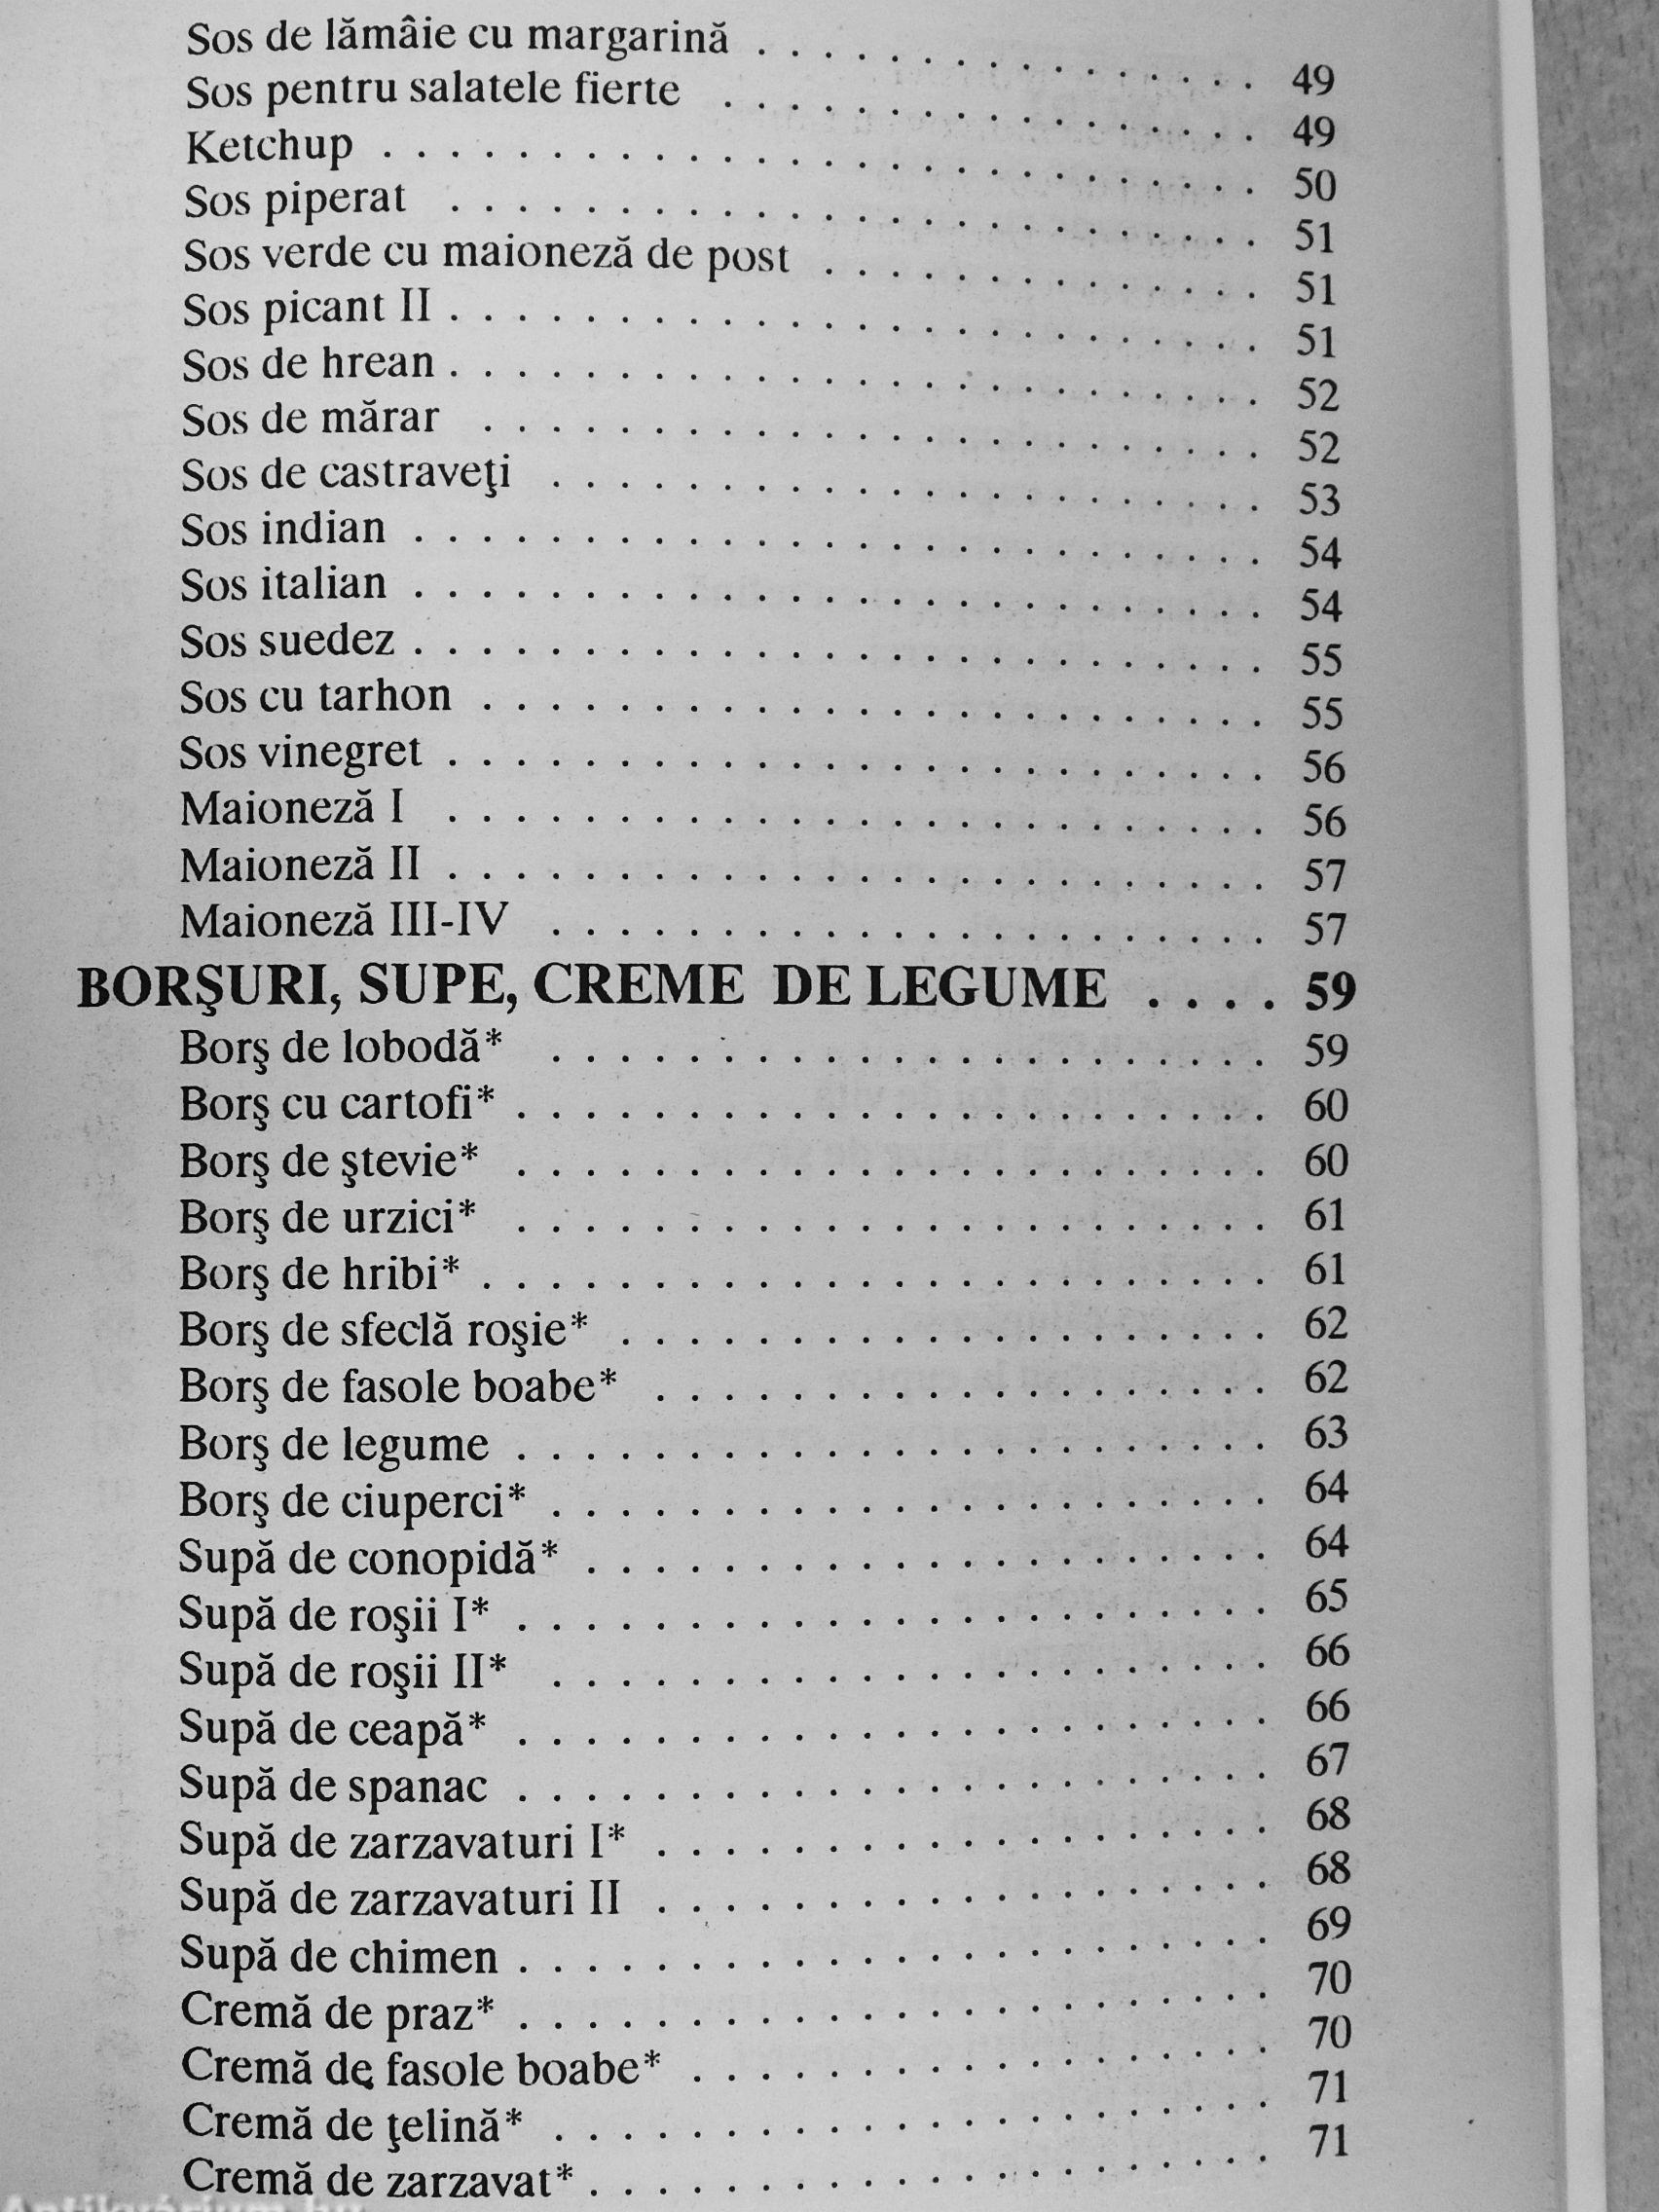 Sos de lămâie cu margarină . . . . . . . . . . . . . . . 49
Sos pentru salatele fierte . . . . . . . . . . . . . . . . 49
Ketchup . . . . . . . . . . . . . . . . . . . . . . . . . . 50
Sos piperat . . . . . . . . . . . . . . . . . . . . . . . . 51
Sos verde cu maioneză de post . . . . . . . . . . . . . 51
Sos picant II . . . . . . . . . . . . . . . . . . . . . . . . 51
Sos de hrean . . . . . . . . . . . . . . . . . . . . . . . . 52
Sos de mărar . . . . . . . . . . . . . . . . . . . . . . . 52
Sos de castraveţi . . . . . . . . . . . . . . . . . . . . . 53
Sos indian . . . . . . . . . . . . . . . . . . . . . . . . . 54
Sos italian . . . . . . . . . . . . . . . . . . . . . . . . . 54
Sos suedez . . . . . . . . . . . . . . . . . . . . . . . . . 55
Sos cu tarhon . . . . . . . . . . . . . . . . . . . . . . . 55
Sos vinegret . . . . . . . . . . . . . . . . . . . . . . . . 56
Maioneză I . . . . . . . . . . . . . . . . . . . . . . . . 56
Maioneză II . . . . . . . . . . . . . . . . . . . . . . . . 57
Maioneză III-IV . . . . . . . . . . . . . . . . . . . . . 57
BORŞURI, SUPE, CREME DE LEGUME . . . . 59
Borş de lobodă* . . . . . . . . . . . . . . . . . . . . . 59
Borş cu cartofi* . . . . . . . . . . . . . . . . . . . . . . 60
Borş de ştevie* . . . . . . . . . . . . . . . . . . . . . . 60
Borş de urzici* . . . . . . . . . . . . . . . . . . . . . . 61
Borş de hribi* . . . . . . . . . . . . . . . . . . . . . . . 61
Borş de sfeclă roşie* . . . . . . . . . . . . . . . . . . . 62
Borş de fasole boabe* . . . . . . . . . . . . . . . . . . 62
Borş de legume . . . . . . . . . . . . . . . . . . . . . . 63
Borş de ciuperci* . . . . . . . . . . . . . . . . . . . . . 64
Supă de conopidă* . . . . . . . . . . . . . . . . . . . . 64
Supă de roşii I* . . . . . . . . . . . . . . . . . . . . . . 65
Supă de roşii II* . . . . . . . . . . . . . . . . . . . . . 66
Supă de ceapă* . . . . . . . . . . . . . . . . . . . . . . 66
Supă de spanac . . . . . . . . . . . . . . . . . . . . . . 67
Supă de zarzavaturi I* . . . . . . . . . . . . . . . . . . 68
Supă de zarzavaturi II . . . . . . . . . . . . . . . . . . 68
Supă de chimen . . . . . . . . . . . . . . . . . . . . . . 69
Cremă de praz* . . . . . . . . . . . . . . . . . . . . . . 70
Cremă de fasole boabe* . . . . . . . . . . . . . . . . . 70
Cremă de ţelină* . . . . . . . . . . . . . . . . . . . . . 71
Cremă de zarzavat* . . . . . . . . . . . . . . . . . . . . 71